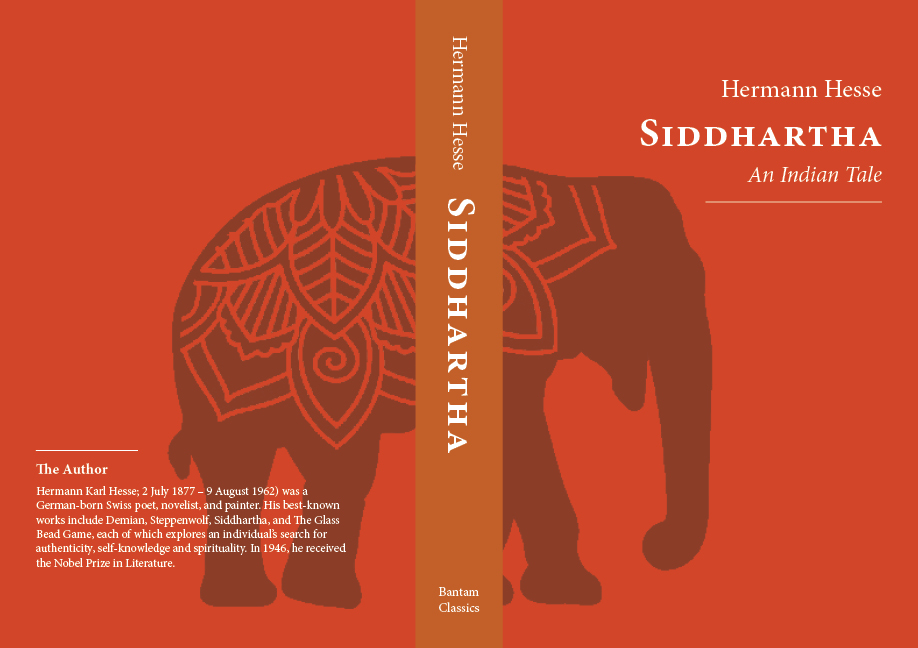 The Author
Hermann Karl Hesse; 2 July 1877 – 9 August 1962) was a
German-born Swiss poet, novelist, and painter. His best-known
works include Demian, Steppenwolf, Siddhartha, and The Glass
Bead Game, each of which explores an individual's search for
authenticity, self-knowledge and spirituality. In 1946, he received
the Nobel Prize in Literature.
Hermann Hesse
SIDDHARTHA
Bantam
Classics
Hermann Hesse
SIDDHARTHA
An Indian Tale